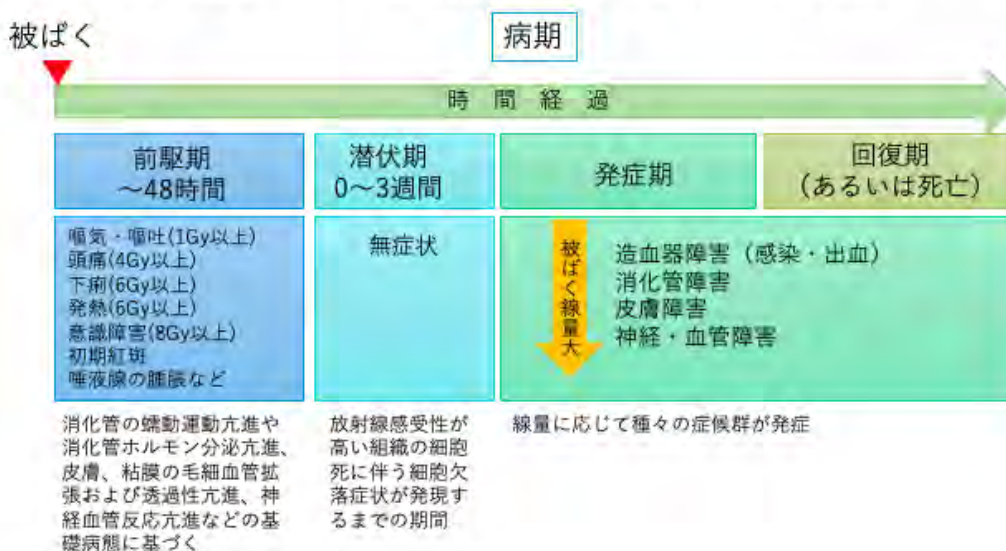 被ばく
病期
時間経過
前駆期
～48時間
潜伏期
0～3週間
発症期
回復期
（あるいは死亡）
嘔気・嘔吐(1Gy以上)
頭痛(4Gy以上)
下痢(6Gy以上)
発熱(6Gy以上)
意識障害(8Gy以上)
初期紅斑
唾液腺の腫脹など
無症状
被ばく線量大
造血器障害（感染・出血）
消化管障害
皮膚障害
神経・血管障害
消化管の蠕動運動亢進や
消化管ホルモン分泌亢進、
皮膚、粘膜の毛細血管拡
張および透過性亢進、神
経血管反応亢進などの基
礎病態に基づく
放射線感受性が
高い組織の細胞
死に伴う細胞欠
落症状が発現す
るまでの期間
線量に応じて種々の症候群が発症